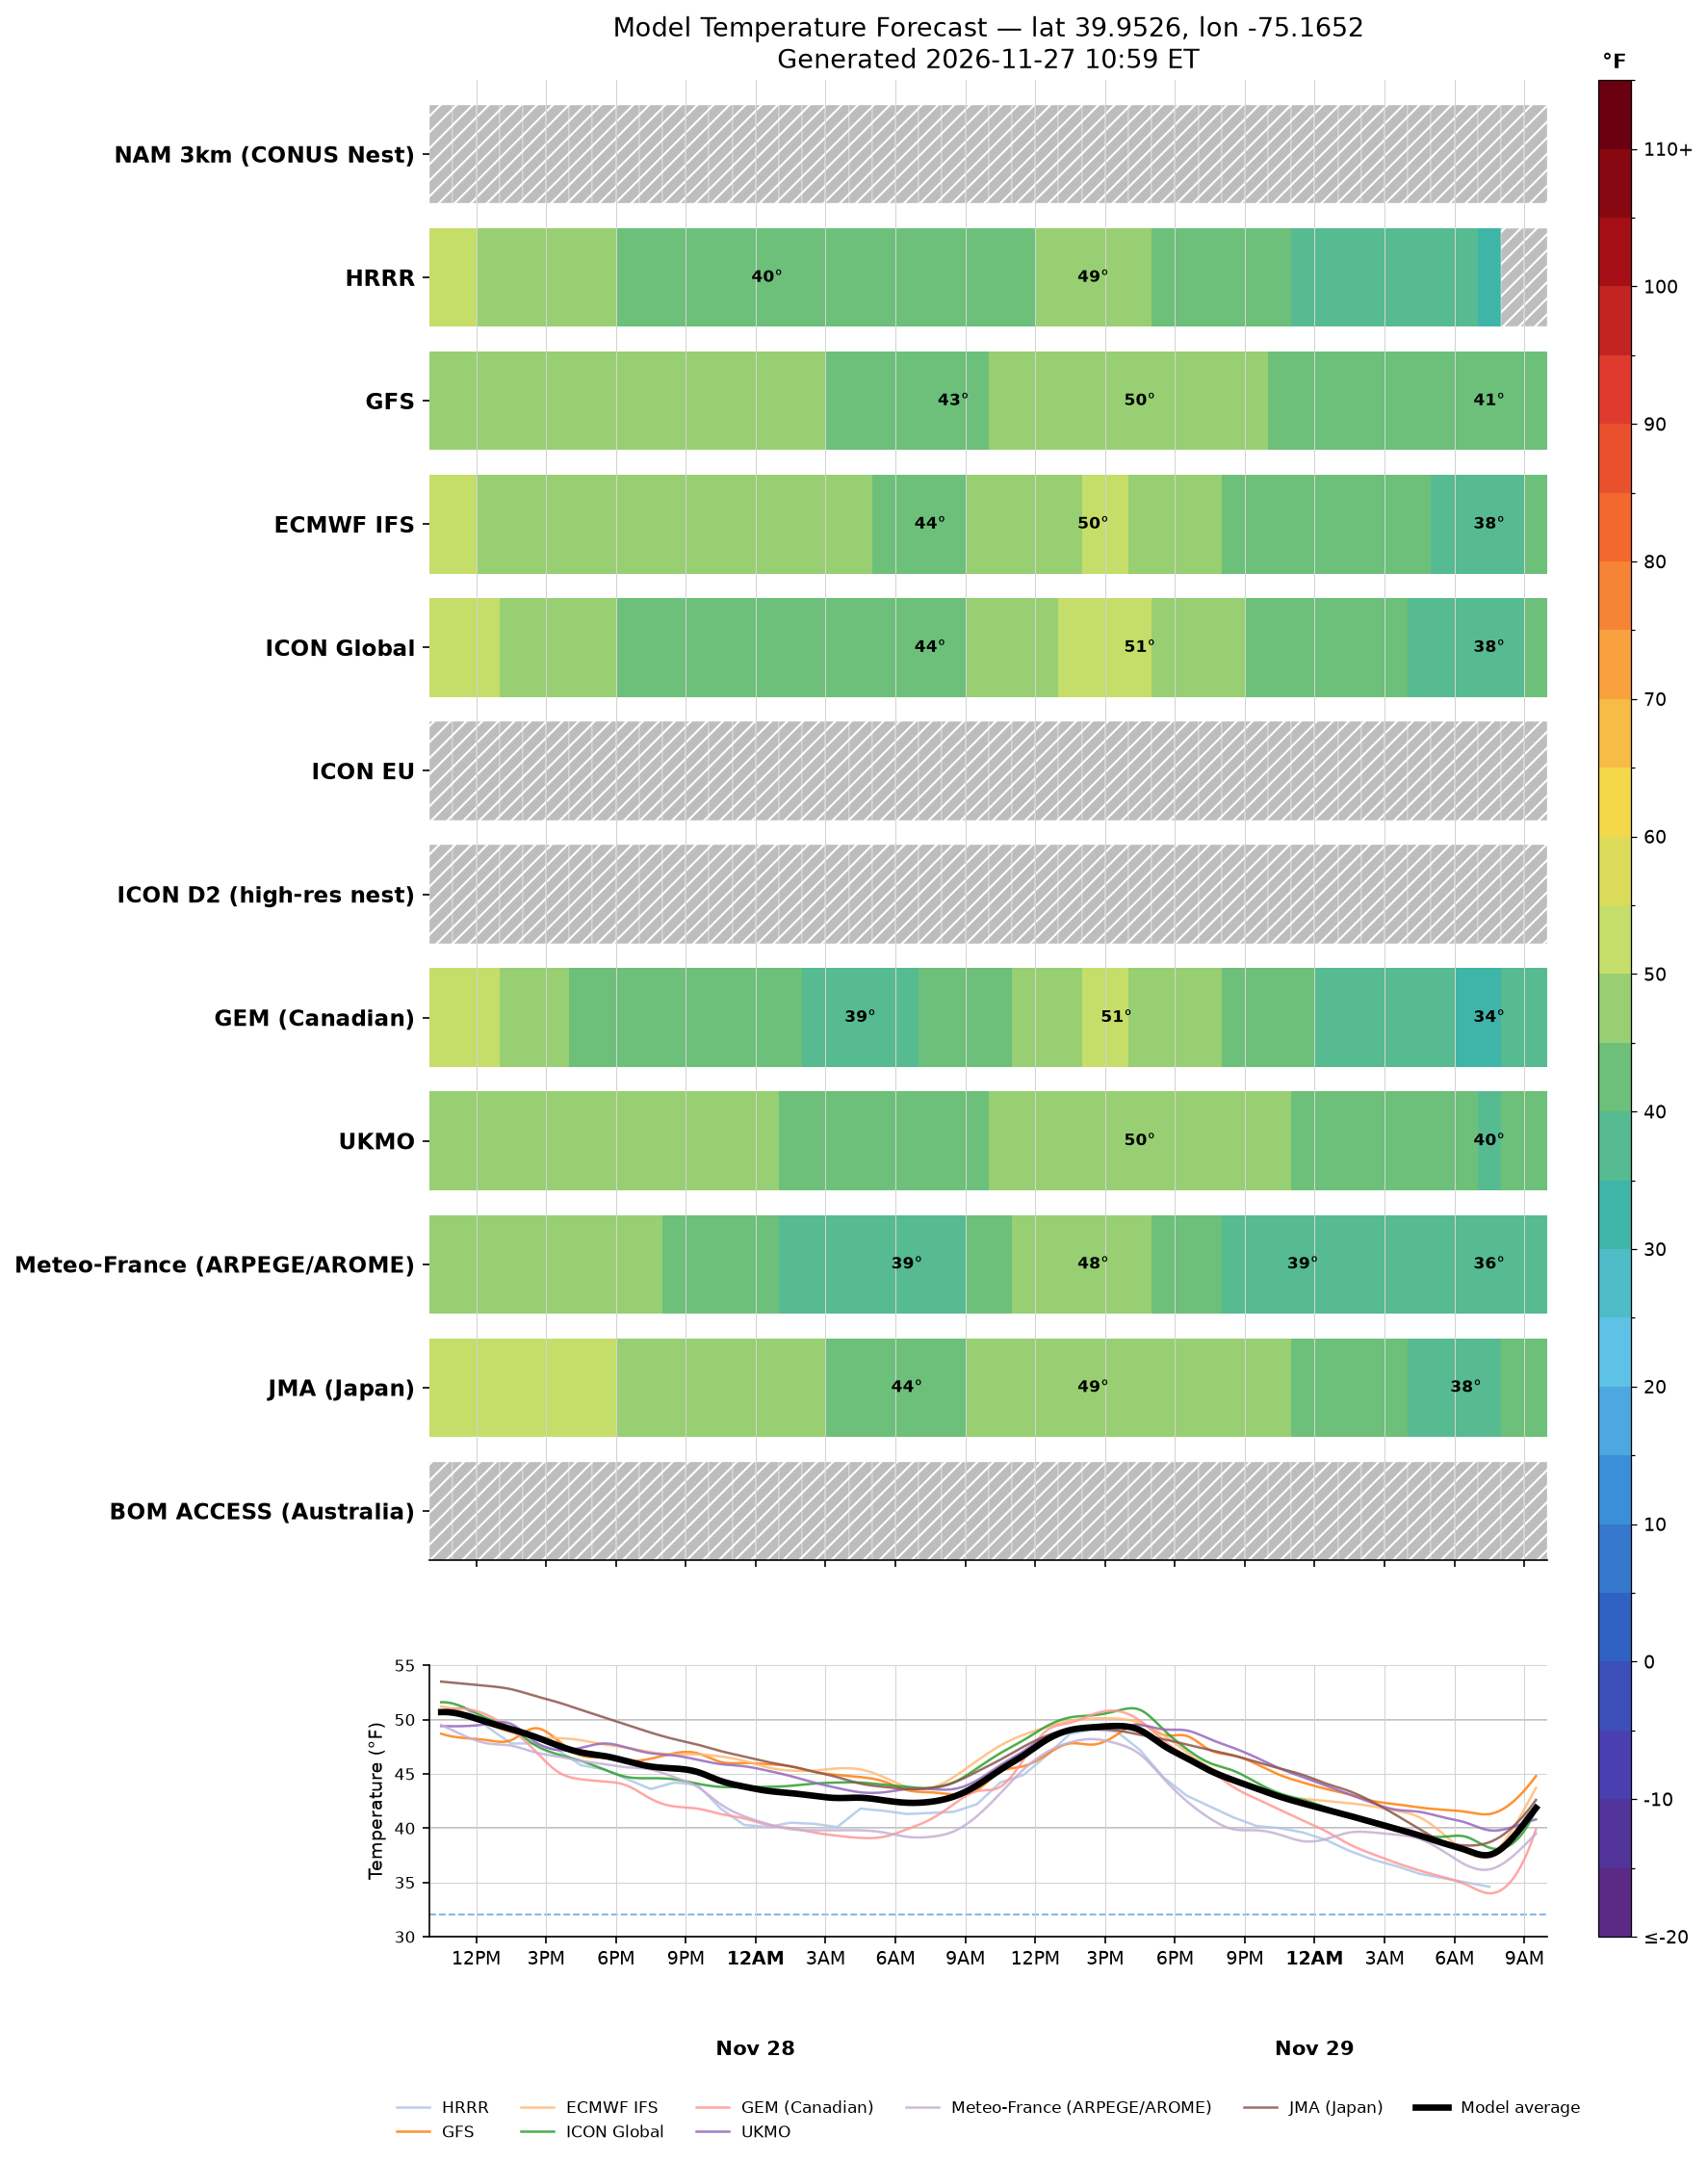 Model Temperature Forecast — lat 39.9526, lon -75.1652
Generated 2026-11-27 10:59 ET
°F
NAM 3km (CONUS Nest)
HRRR
40°
49°
GFS
43°
50°
41°
ECMWF IFS
44°
50°
38°
ICON Global
44°
51°
38°
ICON EU
ICON D2 (high-res nest)
GEM (Canadian)
39°
51°
34°
UKMO
50°
40°
Meteo-France (ARPEGE/AROME)
39°
48°
39°
36°
JMA (Japan)
44°
49°
38°
BOM ACCESS (Australia)
110+
100
90
80
70
60
50
40
30
20
10
0
-10
≤-20
Temperature (°F)
55
50
45
40
35
30
12PM 3PM 6PM 9PM 12AM 3AM 6AM 9AM 12PM 3PM 6PM 9PM 12AM 3AM 6AM 9AM
Nov 28 Nov 29
HRRR ECMWF IFS GEM (Canadian) Meteo-France (ARPEGE/AROME) JMA (Japan) Model average
GFS ICON Global UKMO